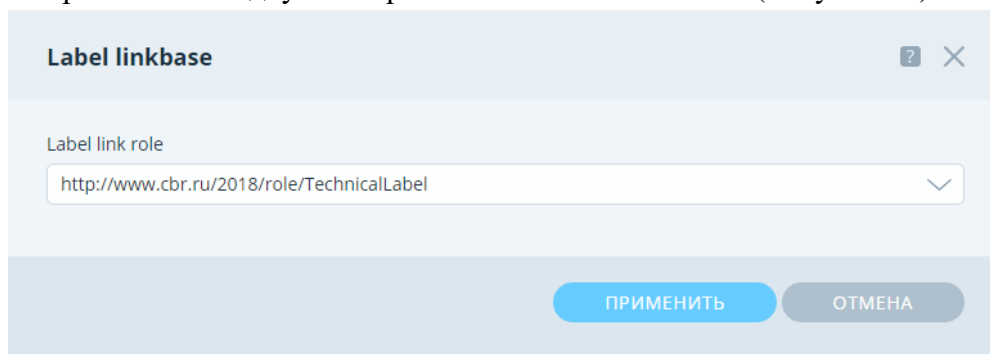 Label linkbase
?
Label link role
http://www.cbr.ru/2018/role/TechnicalLabel
ПРИМЕНИТЬ
ОТМЕНА